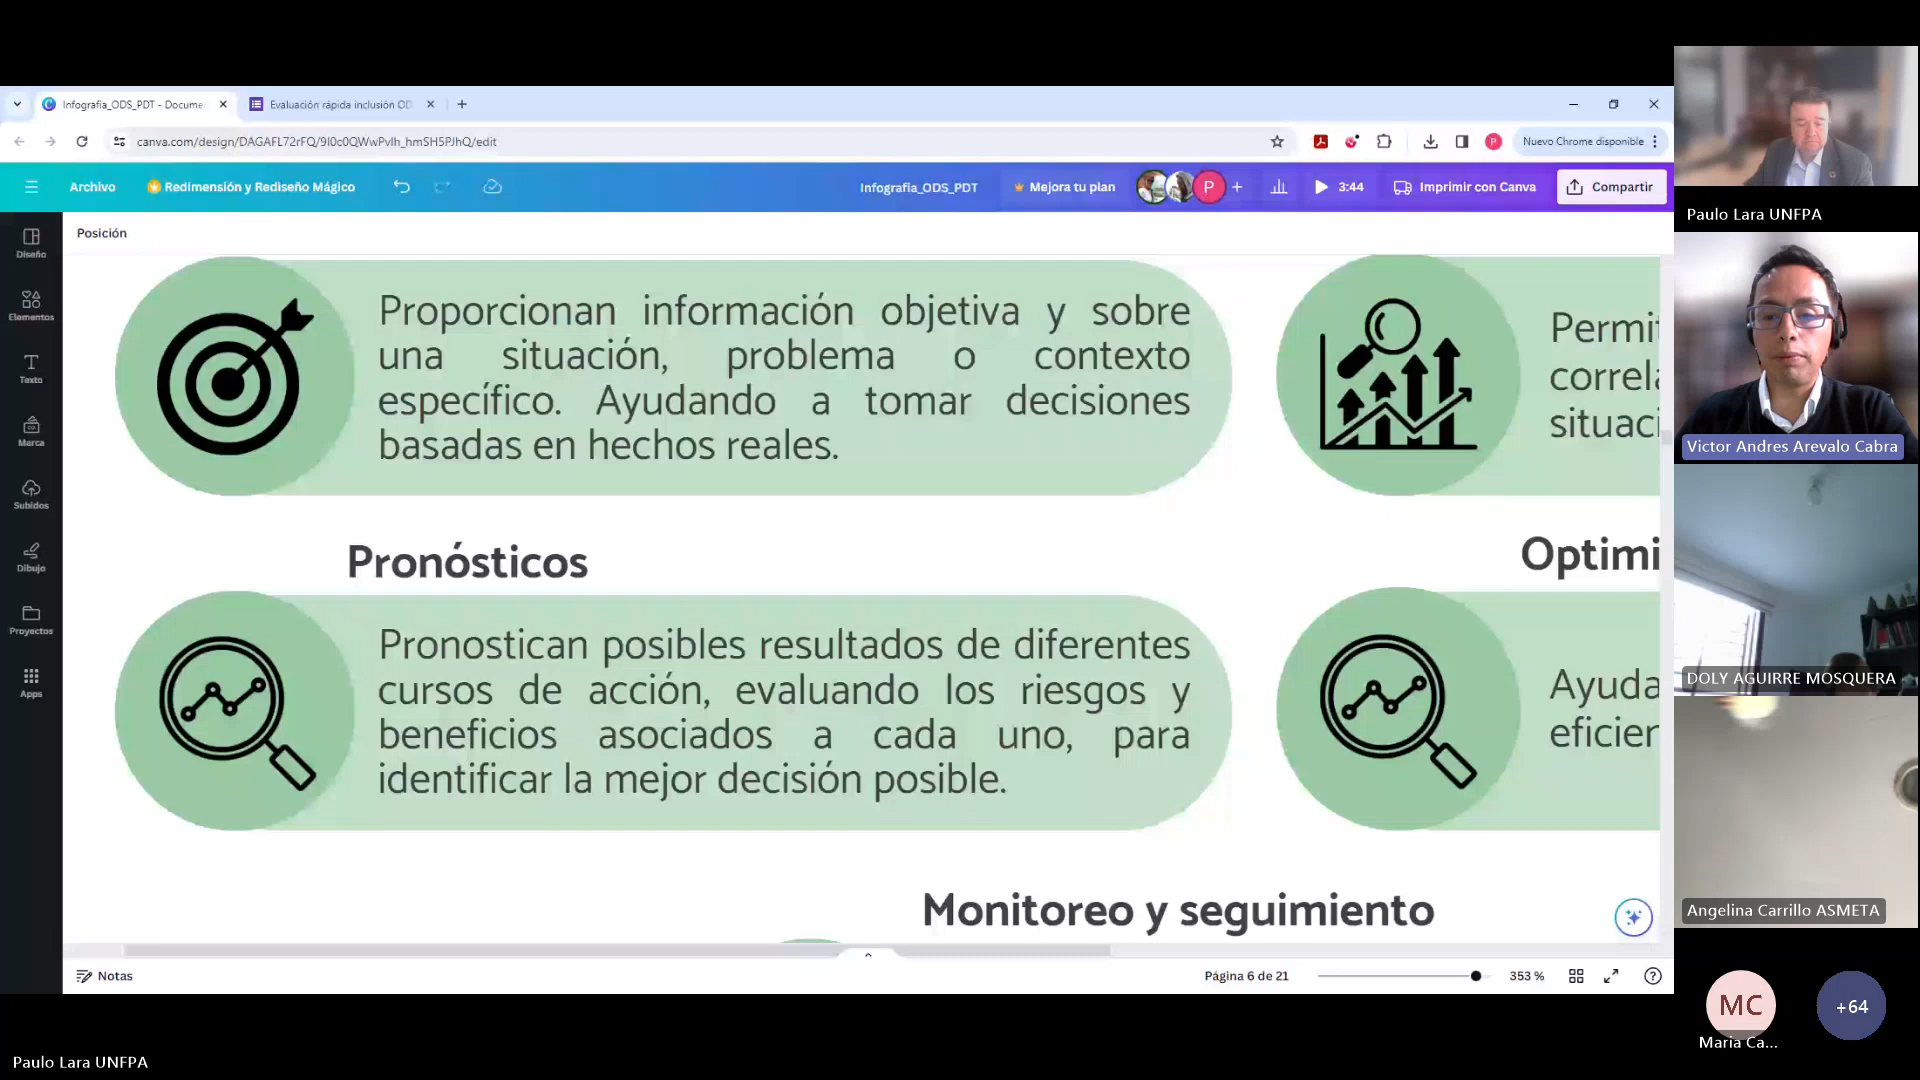 Infografia_ODS_PDT - Docume
Evaluación rápida inclusión OD
canva.com/design/DAGAFL72rFQ/9I0c0QWwPvIh_hmSH5PJhQ/edit
Nuevo Chrome disponible
Archivo
Redimensión y Rediseño Mágico
Infografia_ODS_PDT
Mejora tu plan
P
3:44
Imprimir con Canva
Compartir
Posición
Diseño
Elementos
Texto
Marca
Subidos
Dibujo
Proyectos
Apps
Proporcionan información objetiva y sobre
una situación, problema o contexto
específico. Ayudando a tomar decisiones
basadas en hechos reales.
Permit
correla
situaci
Pronósticos
Optimi
Pronostican posibles resultados de diferentes
cursos de acción, evaluando los riesgos y
beneficios asociados a cada uno, para
identificar la mejor decisión posible.
Ayuda
eficien
Monitoreo y seguimiento
Notas
Página 6 de 21
353 %
Paulo Lara UNFPA
Victor Andres Arevalo Cabra
DOLY AGUIRRE MOSQUERA
Angelina Carrillo ASMETA
MC
+64
Maria Ca...
Paulo Lara UNFPA